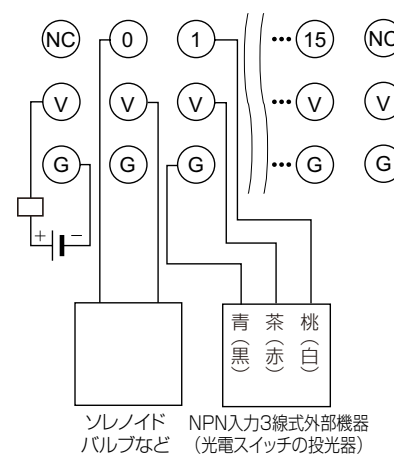 NC 0 1 ••• 15 NC
V V V ••• V V
G G G ••• G G
+ −
青(黒) 茶(赤) 桃(白)
ソレノイド
バルブなど
NPN入力3線式外部機器
(光電スイッチの投光器)